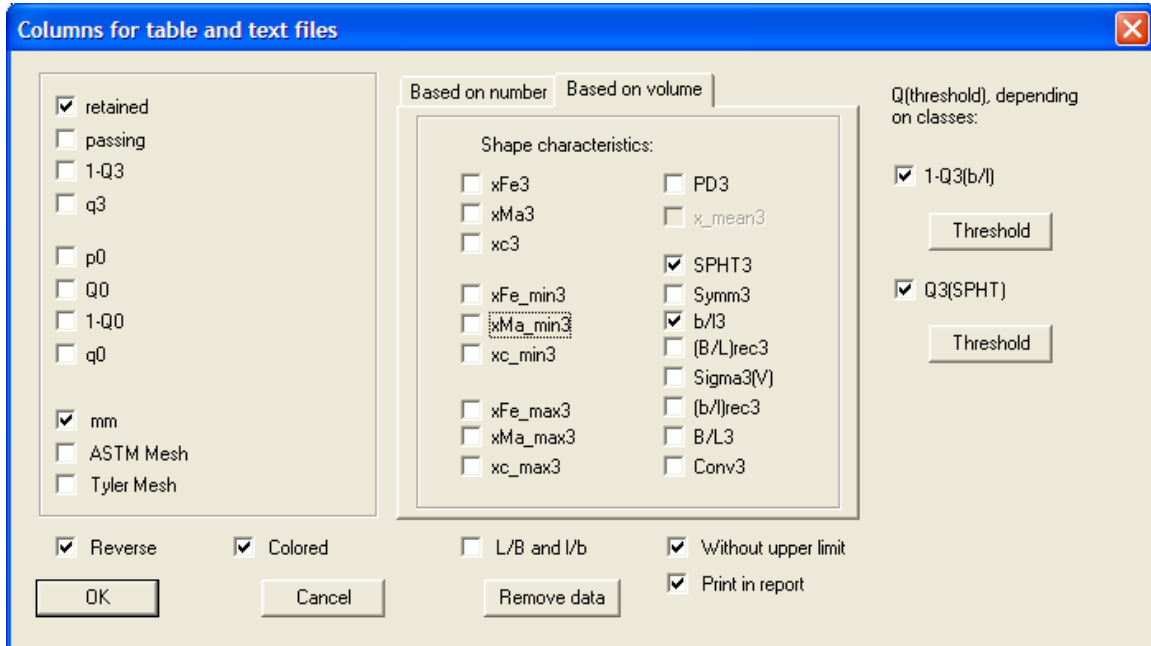 Columns for table and text files
retained
passing
1-Q3
q3
p0
Q0
1-Q0
q0
mm
ASTM Mesh
Tyler Mesh
Based on number
Based on volume
Shape characteristics:
xFe3
xMa3
xc3
xFe_min3
xMa_min3
xc_min3
xFe_max3
xMa_max3
xc_max3
PD3
x_mean3
SPHT3
Symm3
b/l3
(B/L)rec3
Sigma3(V)
(b/l)rec3
B/L3
Conv3
Q(threshold), depending
on classes:
1-Q3(b/l)
Threshold
Q3(SPHT)
Threshold
Reverse
Colored
L/B and l/b
Without upper limit
Print in report
OK
Cancel
Remove data